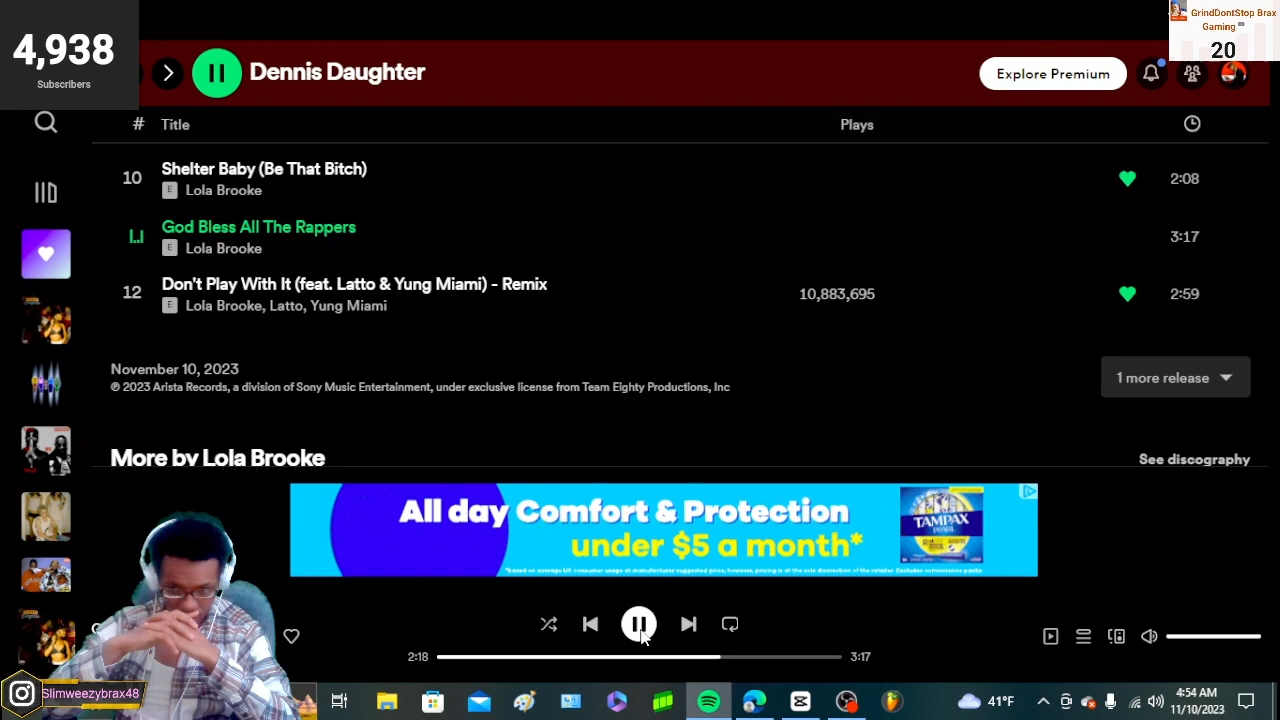 4,938
Subscribers
GrindDontStop Brax
Gaming
20
Dennis Daughter
Explore Premium
# Title Plays
10 Shelter Baby (Be That Bitch) 2:08
E Lola Brooke
God Bless All The Rappers 3:17
E Lola Brooke
12 Don't Play With It (feat. Latto & Yung Miami) - Remix 10,883,695 2:59
E Lola Brooke, Latto, Yung Miami
November 10, 2023
℗ 2023 Arista Records, a division of Sony Music Entertainment, under exclusive license from Team Eighty Productions, Inc
1 more release
More by Lola Brooke
See discography
All day Comfort & Protection
under $5 a month*
TAMPAX
PEARL
2:18 3:17
Slimweezybrax48
41°F
4:54 AM
11/10/2023